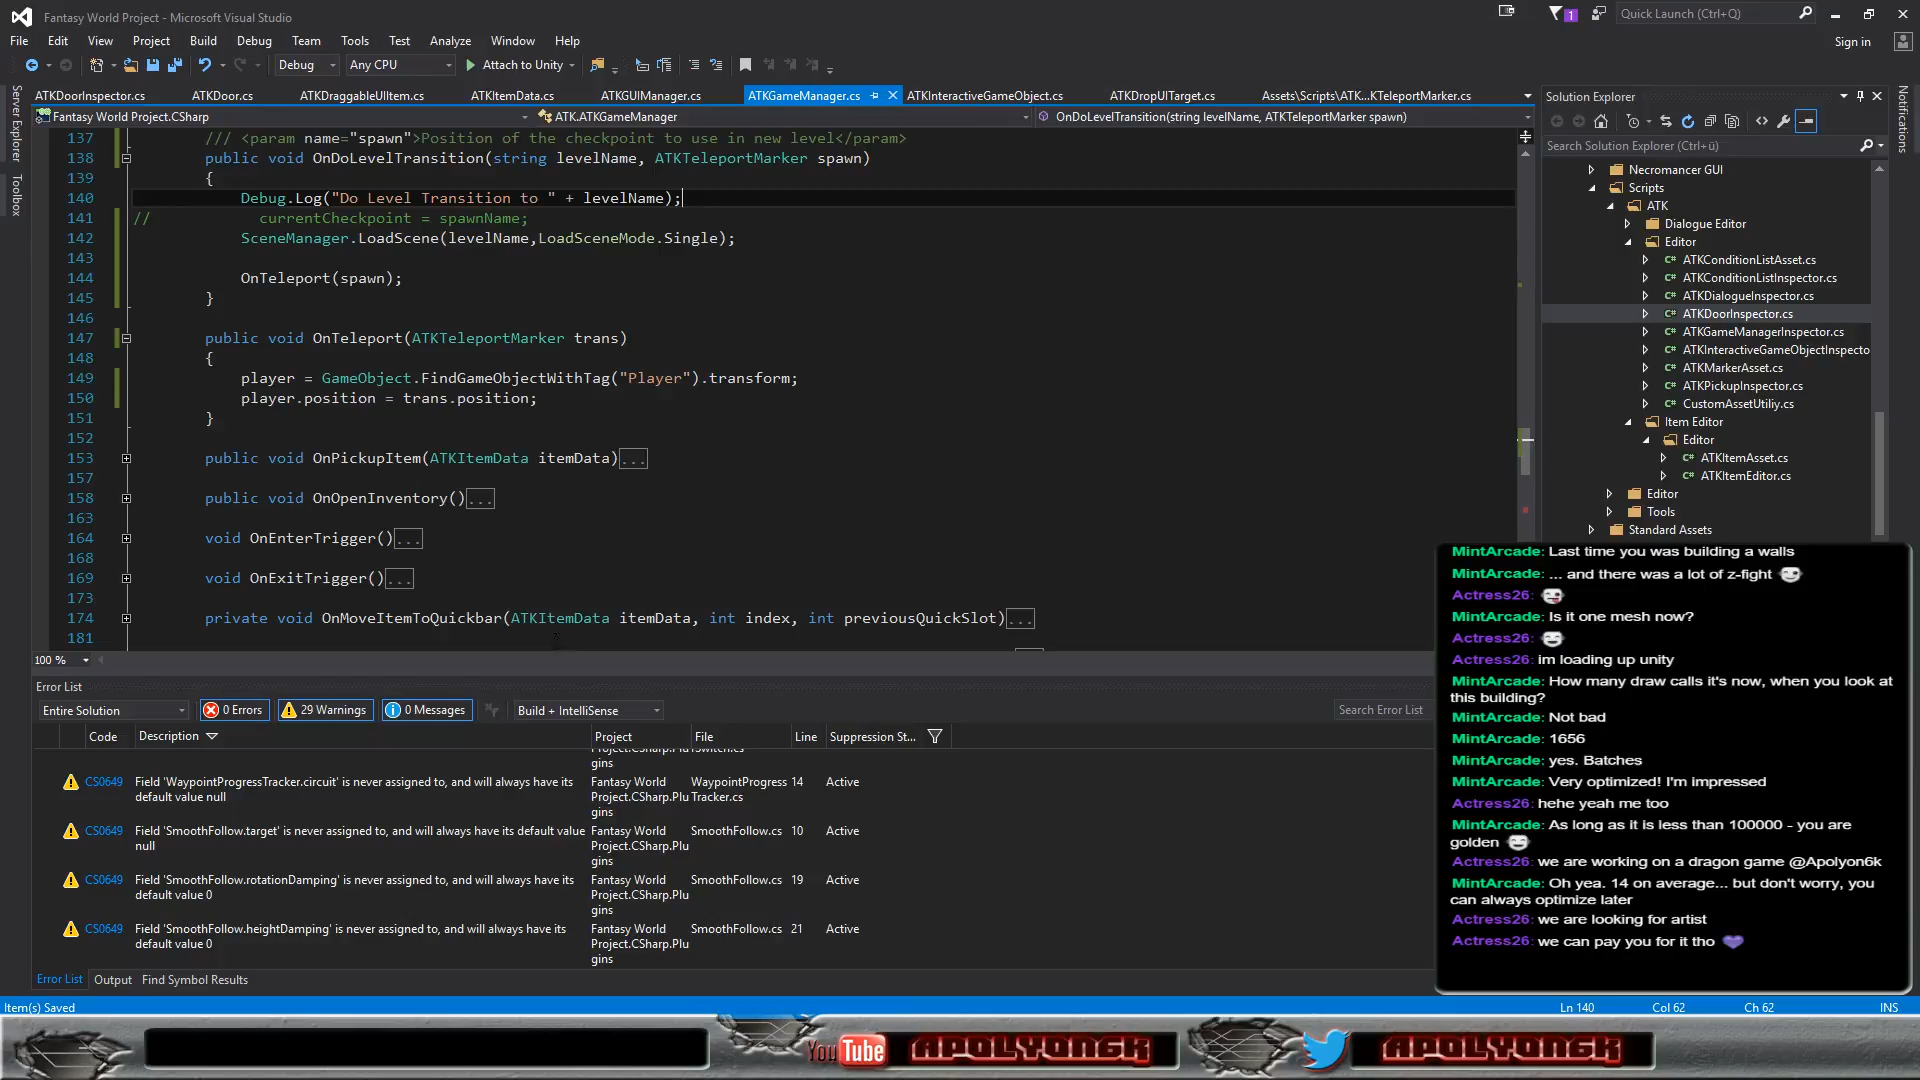 Fantasy World Project - Microsoft Visual Studio
1
Quick Launch (Ctrl+Q)
File Edit View Project Build Debug Team Tools Test Analyze Window Help
Sign in
Debug Any CPU Attach to Unity
Server Explorer
Toolbox
Notifications
ATKDoorInspector.cs ATKDoor.cs ATKDraggableUIItem.cs ATKItemData.cs ATKGUIManager.cs ATKGameManager.cs ATKInteractiveGameObject.cs ATKDropUITarget.cs Assets\Scripts\ATK...KTeleportMarker.cs
Fantasy World Project.CSharp ATK.ATKGameManager OnDoLevelTransition(string levelName, ATKTeleportMarker spawn)
137 /// <param name="spawn">Position of the checkpoint to use in new level</param>
138 public void OnDoLevelTransition(string levelName, ATKTeleportMarker spawn)
139 {
140 Debug.Log("Do Level Transition to " + levelName);
141 // currentCheckpoint = spawnName;
142 SceneManager.LoadScene(levelName,LoadSceneMode.Single);
143
144 OnTeleport(spawn);
145 }
146
147 public void OnTeleport(ATKTeleportMarker trans)
148 {
149 player = GameObject.FindGameObjectWithTag("Player").transform;
150 player.position = trans.position;
151 }
152
153 public void OnPickupItem(ATKItemData itemData)...
157
158 public void OnOpenInventory()...
163
164 void OnEnterTrigger()...
168
169 void OnExitTrigger()...
173
174 private void OnMoveItemToQuickbar(ATKItemData itemData, int index, int previousQuickSlot)...
181
100 %
Solution Explorer
Search Solution Explorer (Ctrl+ü)
Necromancer GUI
Scripts
ATK
Dialogue Editor
Editor
ATKConditionListAsset.cs
ATKConditionListInspector.cs
ATKDialogueInspector.cs
ATKDoorInspector.cs
ATKGameManagerInspector.cs
ATKInteractiveGameObjectInspecto
ATKMarkerAsset.cs
ATKPickupInspector.cs
CustomAssetUtiliy.cs
Item Editor
Editor
ATKItemAsset.cs
ATKItemEditor.cs
Editor
Tools
Standard Assets
Error List
Entire Solution 0 Errors 29 Warnings 0 Messages Build + IntelliSense Search Error List
Code Description Project File Line Suppression St...
Project.CSharp.Plu tSwitch.cs
gins
CS0649 Field 'WaypointProgressTracker.circuit' is never assigned to, and will always have its Fantasy World WaypointProgress 14 Active
default value null Project.CSharp.Plu Tracker.cs
gins
CS0649 Field 'SmoothFollow.target' is never assigned to, and will always have its default value Fantasy World SmoothFollow.cs 10 Active
null Project.CSharp.Plu
gins
CS0649 Field 'SmoothFollow.rotationDamping' is never assigned to, and will always have its Fantasy World SmoothFollow.cs 19 Active
default value 0 Project.CSharp.Plu
gins
CS0649 Field 'SmoothFollow.heightDamping' is never assigned to, and will always have its Fantasy World SmoothFollow.cs 21 Active
default value 0 Project.CSharp.Plu
gins
Error List Output Find Symbol Results
MintArcade: Last time you was building a walls
MintArcade: ... and there was a lot of z-fight
Actress26:
MintArcade: Is it one mesh now?
Actress26:
Actress26: im loading up unity
MintArcade: How many draw calls it's now, when you look at
this building?
MintArcade: Not bad
MintArcade: 1656
MintArcade: yes. Batches
MintArcade: Very optimized! I'm impressed
Actress26: hehe yeah me too
MintArcade: As long as it is less than 100000 - you are
golden
Actress26: we are working on a dragon game @Apolyon6k
MintArcade: Oh yea. 14 on average... but don't worry, you
can always optimize later
Actress26: we are looking for artist
Actress26: we can pay you for it tho
Item(s) Saved Ln 140 Col 62 Ch 62 INS
YouTube APOLYON6K APOLYON6K